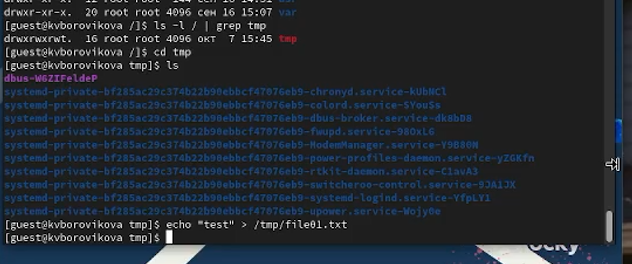 drwxr-xr-x. 20 root root 4096 сен 16 15:07 var
[guest@kvborovikova /]$ ls -l / | grep tmp
drwxrwxrwt. 16 root root 4096 окт 7 15:45 tmp
[guest@kvborovikova /]$ cd tmp
[guest@kvborovikova tmp]$ ls
dbus-W6ZIFeldeP
systemd-private-bf285ac29c374b22b90ebbcf47076eb9-chronyd.service-kUbNCl
systemd-private-bf285ac29c374b22b90ebbcf47076eb9-colord.service-SYouSs
systemd-private-bf285ac29c374b22b90ebbcf47076eb9-dbus-broker.service-dkBbD8
systemd-private-bf285ac29c374b22b90ebbcf47076eb9-fwupd.service-98OxLG
systemd-private-bf285ac29c374b22b90ebbcf47076eb9-ModemManager.service-Y9B80N
systemd-private-bf285ac29c374b22b90ebbcf47076eb9-power-profiles-daemon.service-yZGKfn
systemd-private-bf285ac29c374b22b90ebbcf47076eb9-rtkit-daemon.service-C1avA3
systemd-private-bf285ac29c374b22b90ebbcf47076eb9-switcheroo-control.service-9JA1JX
systemd-private-bf285ac29c374b22b90ebbcf47076eb9-systemd-logind.service-YfpLY1
systemd-private-bf285ac29c374b22b90ebbcf47076eb9-upower.service-Wojy0e
[guest@kvborovikova tmp]$ echo "test" > /tmp/file01.txt
[guest@kvborovikova tmp]$